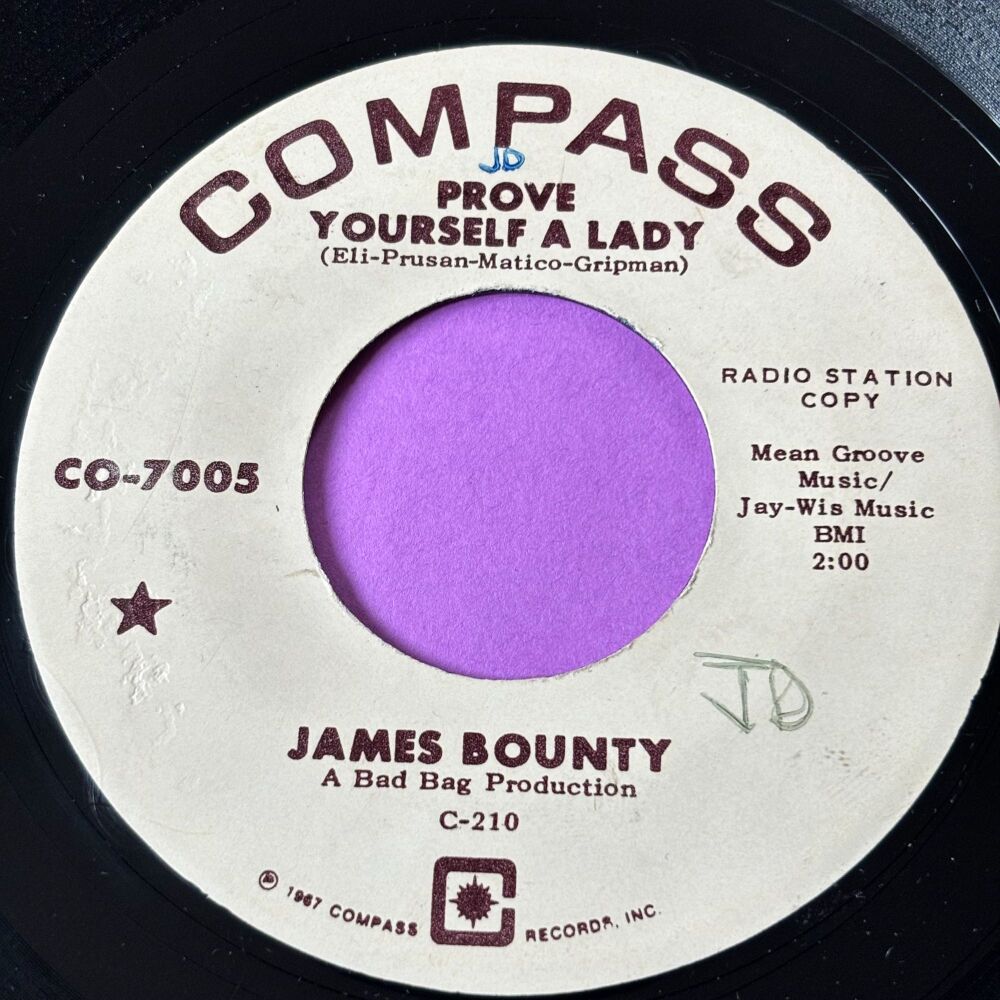 COMPASS
JD
PROVE
YOURSELF A LADY
(Eli-Prusan-Matico-Gripman)
RADIO STATION
COPY
CO-7005
Mean Groove
Music/
Jay-Wis Music
BMI
2:00
JD
JAMES BOUNTY
A Bad Bag Production
C-210
℗ 1967 COMPASS RECORDS, INC.